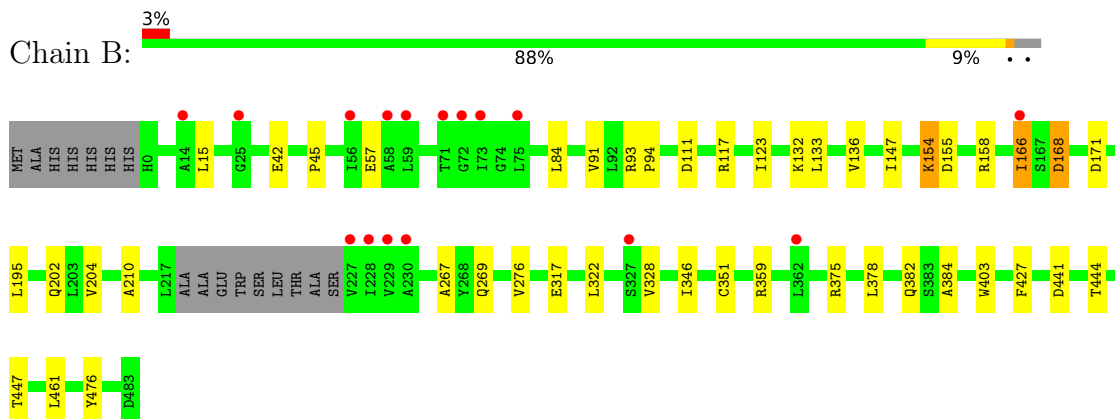 3%
Chain B:
88% 9% • •
MET ALA HIS HIS HIS HIS HIS H0 A14 L15 G25 E42 P45 I56 E57 A58 L59 T71 G72 I73 G74 L75 L84 V91 L92 R93 P94 D111 R117 I123 K132 L133 V136 I147 K154 D155 R158 I166 S167 D168 D171
L195 Q202 L203 V204 A210 L217 ALA ALA GLU TRP SER LEU THR ALA SER V227 I228 V229 A230 A267 Y268 Q269 V276 E317 L322 S327 V328 I346 C351 R359 L362 R375 L378 Q382 S383 A384 W403 F427 D441 T444
T447 L461 Y476 D483